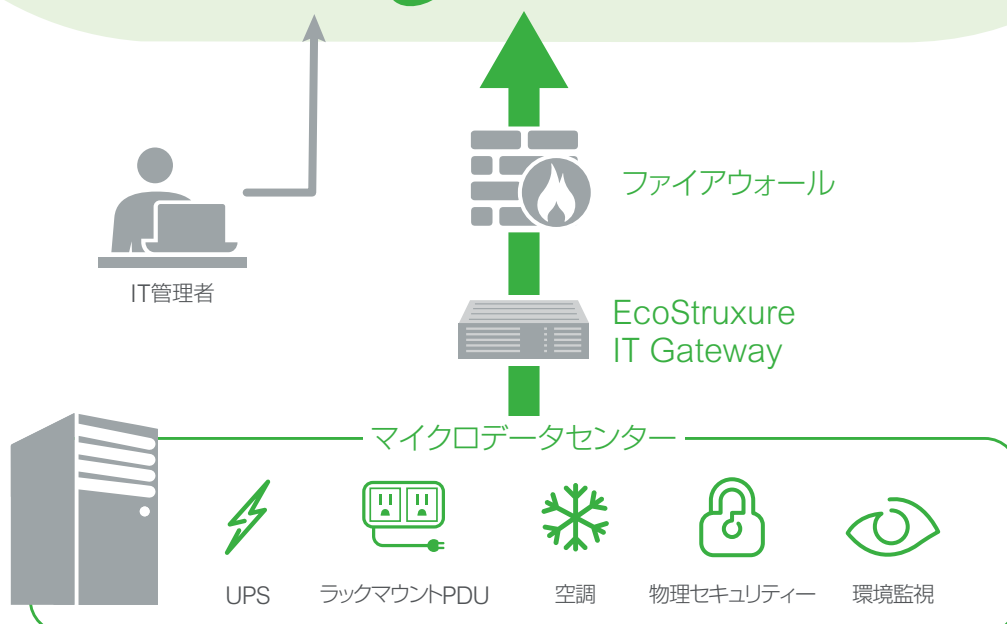 ファイアウォール
IT管理者
EcoStruxure
IT Gateway
マイクロデータセンター
UPS
ラックマウントPDU
空調
物理セキュリティー
環境監視